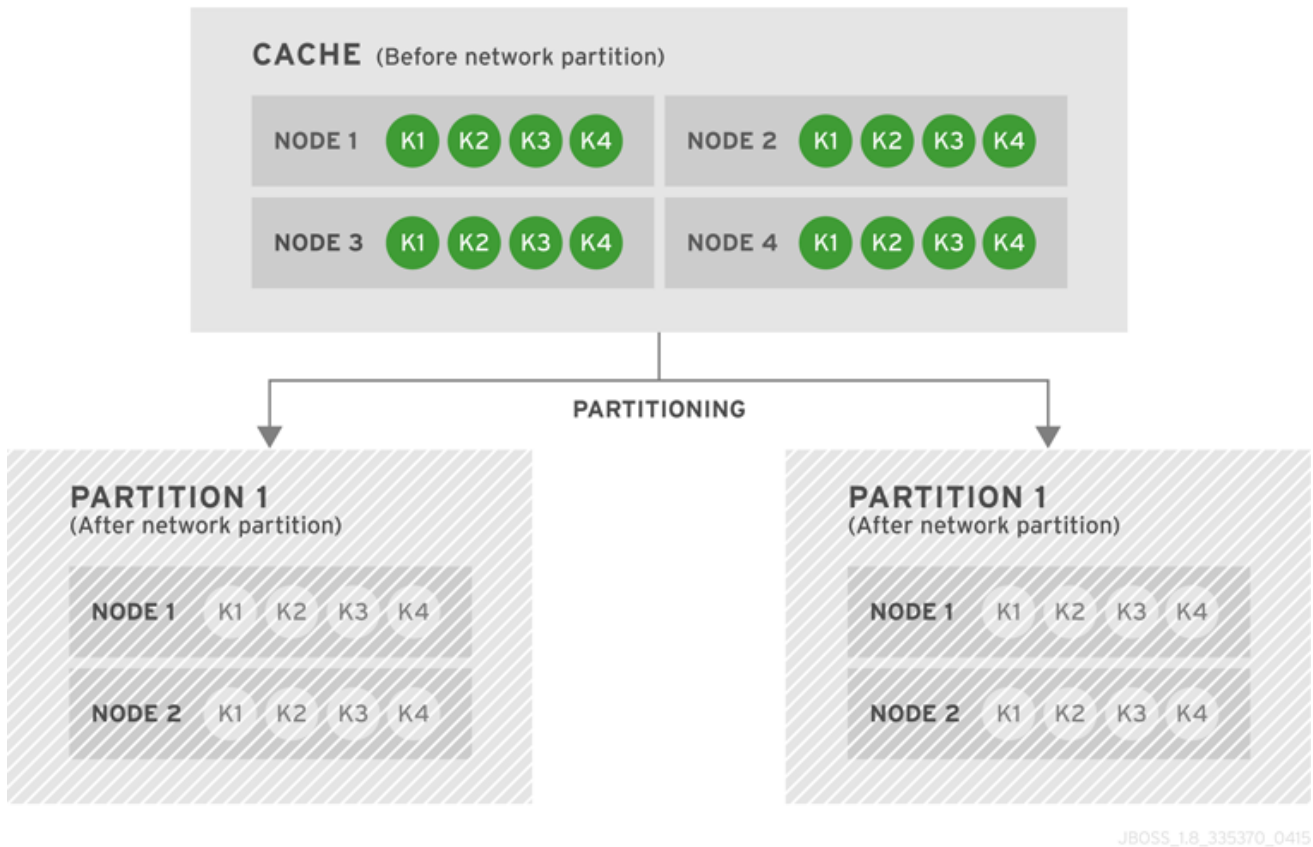 CACHE (Before network partition)
NODE 1 K1 K2 K3 K4
NODE 2 K1 K2 K3 K4
NODE 3 K1 K2 K3 K4
NODE 4 K1 K2 K3 K4
PARTITIONING
PARTITION 1
(After network partition)
NODE 1 K1 K2 K3 K4
NODE 2 K1 K2 K3 K4
PARTITION 1
(After network partition)
NODE 1 K1 K2 K3 K4
NODE 2 K1 K2 K3 K4
JBOSS_1.8_335370_0415